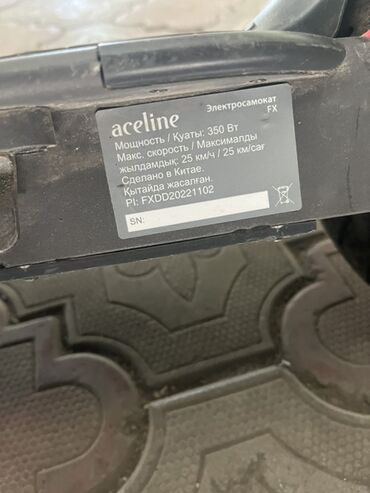 aceline
Электросамокат
FX
Мощность / Қуаты: 350 Вт
Макс. скорость / Максималды
жылдамдық: 25 км/ч / 25 км/сағ
Сделано в Китае.
Қытайда жасалған.
PI: FXDD20221102
SN: